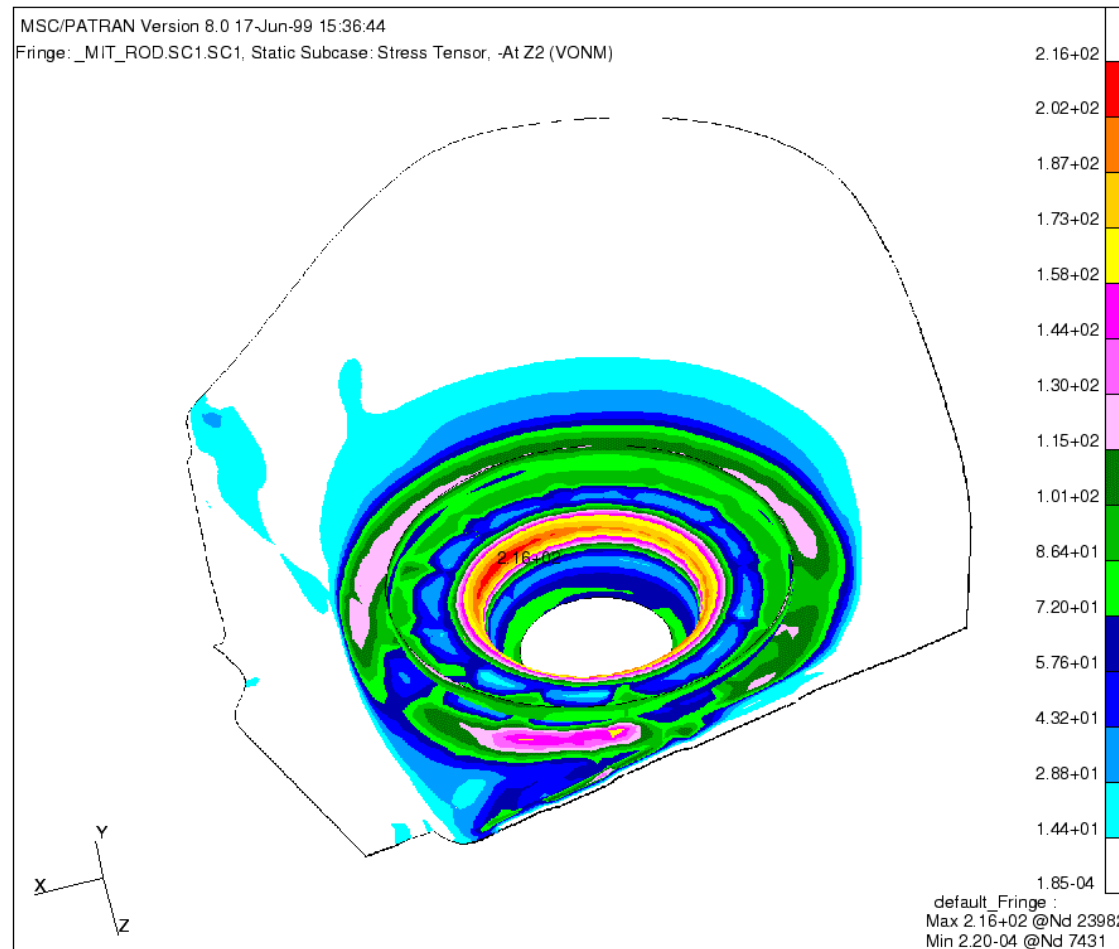 MSC/PATRAN Version 8.0 17-Jun-99 15:36:44
Fringe: _MIT_ROD.SC1.SC1, Static Subcase: Stress Tensor, -At Z2 (VONM)
2.16+02
2.02+02
1.87+02
1.73+02
1.58+02
1.44+02
1.30+02
1.15+02
1.01+02
8.64+01
7.20+01
5.76+01
4.32+01
2.88+01
1.44+01
1.85-04
2.16+02
Y
X
Z
default_Fringe :
Max 2.16+02 @Nd 23982
Min 2.20-04 @Nd 7431